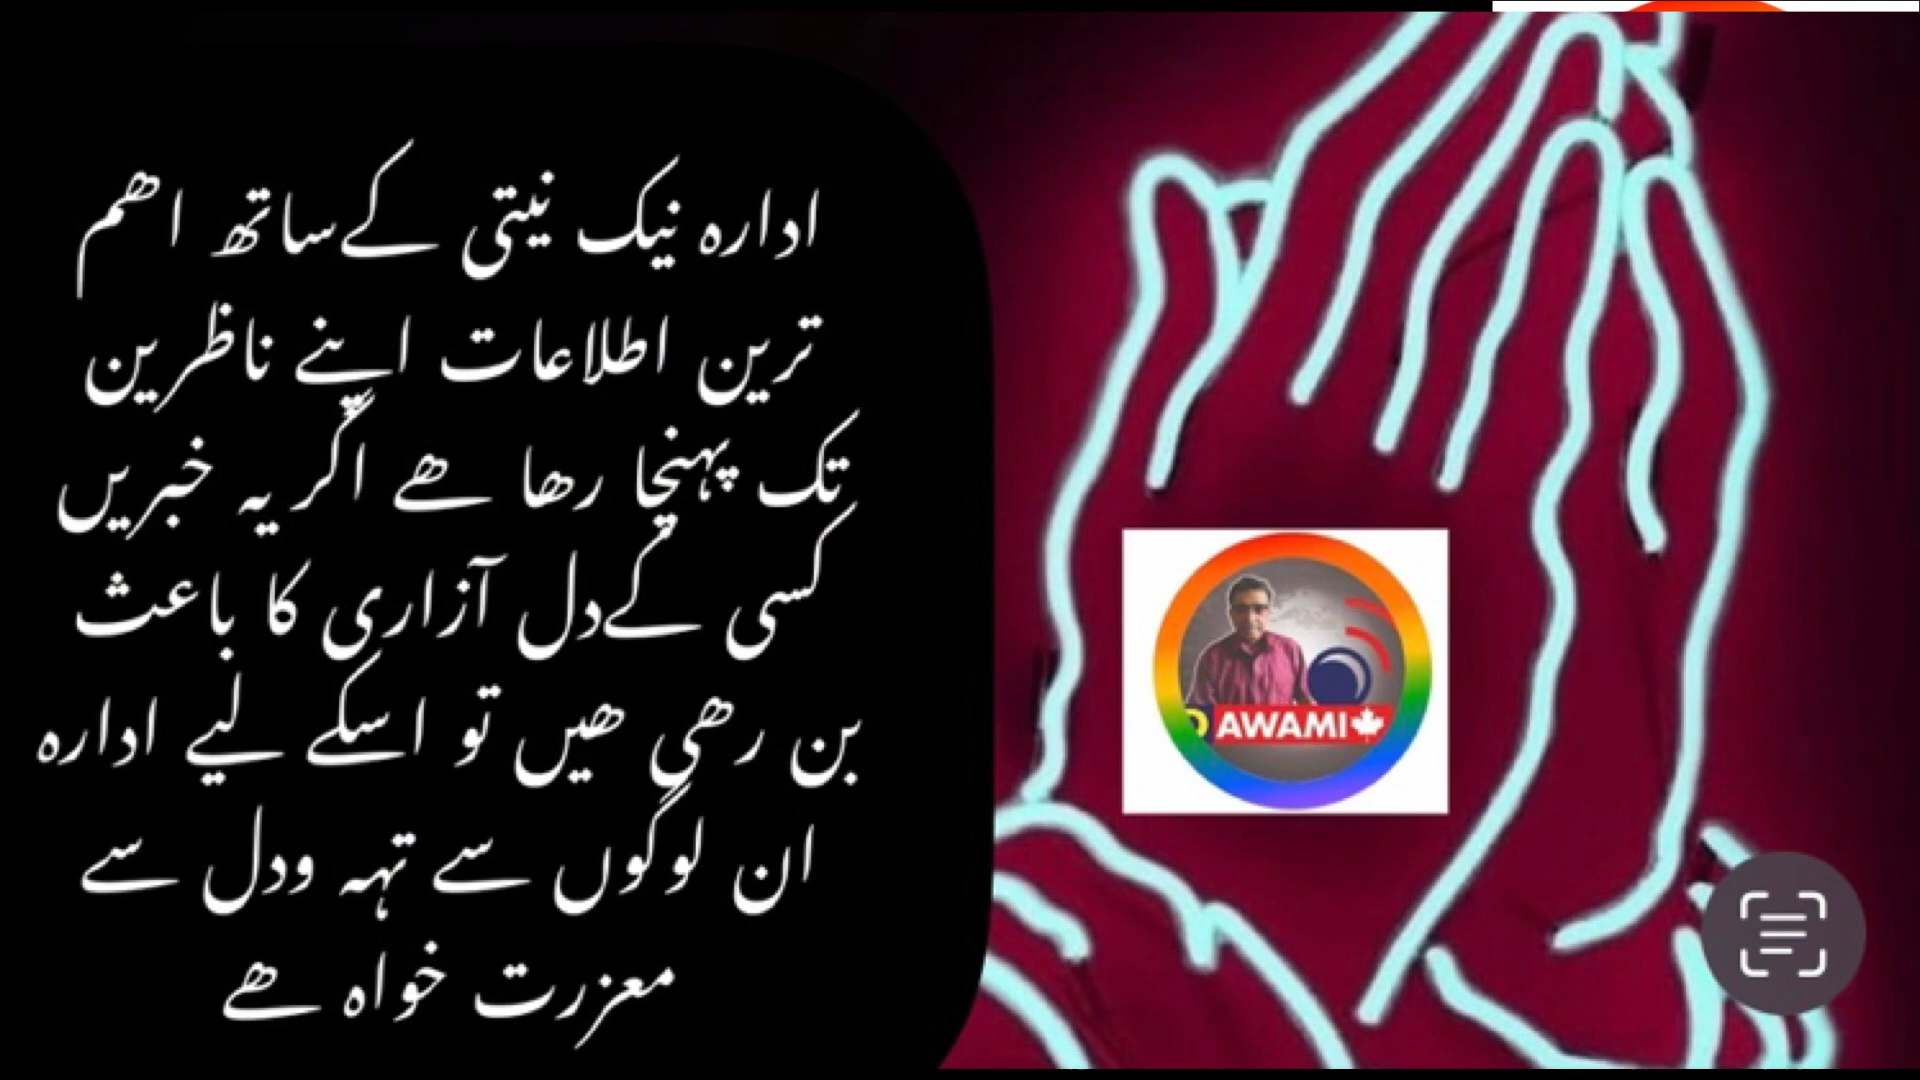 ادارہ نیک نیتی کے ساتھ اھم
ترین اطلاعات اپنے ناظرین
تک پہنچا رھا ھے اگر یہ خبریں
کسی کے دل آزاری کا باعث
بن رھی ھیں تو اسکے لیے ادارہ
ان لوگوں سے تہہ ودل سے
معزرت خواہ ھے
AWAMI